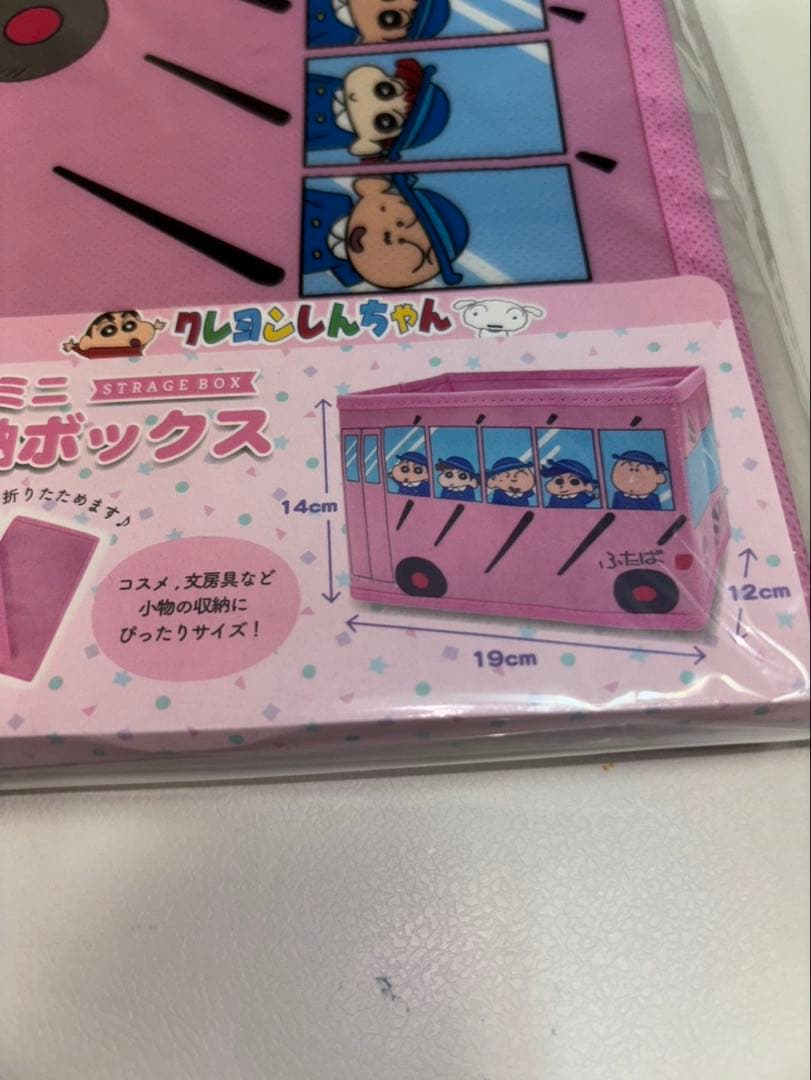 クレヨンしんちゃん
ミニ STRAGE BOX
納ボックス
折りたためます♪
コスメ,文房具など
小物の収納に
ぴったりサイズ!
14cm
ふたば
12cm
19cm